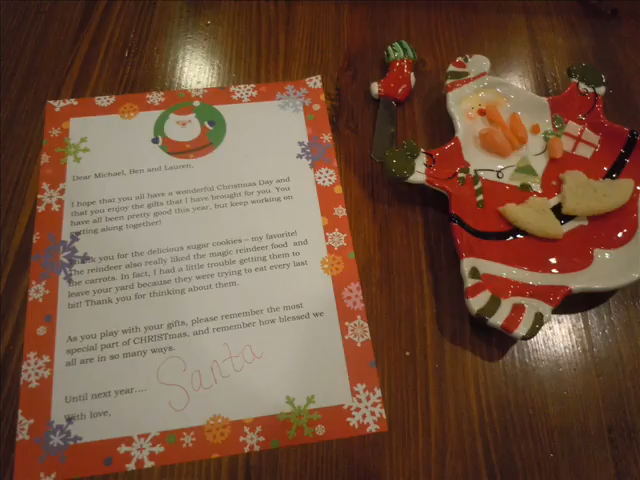 Dear Michael, Ben and Lauren,
I hope that you all have a wonderful Christmas Day and
that you enjoy the gifts that I have brought for you. You
have all been pretty good this year, but keep working on
getting along together!
Thank you for the delicious sugar cookies – my favorite!
The reindeer also really liked the magic reindeer food and
the carrots. In fact, I had a little trouble getting them to
leave your yard because they were trying to eat every last
bit! Thank you for thinking about them.
As you play with your gifts, please remember the most
special part of CHRISTmas, and remember how blessed we
all are in so many ways.
Until next year....
With love,
Santa